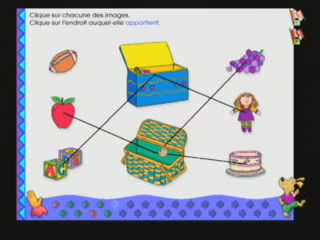 Clique sur chacune des images.
Clique sur l'endroit auquel elle appartient.